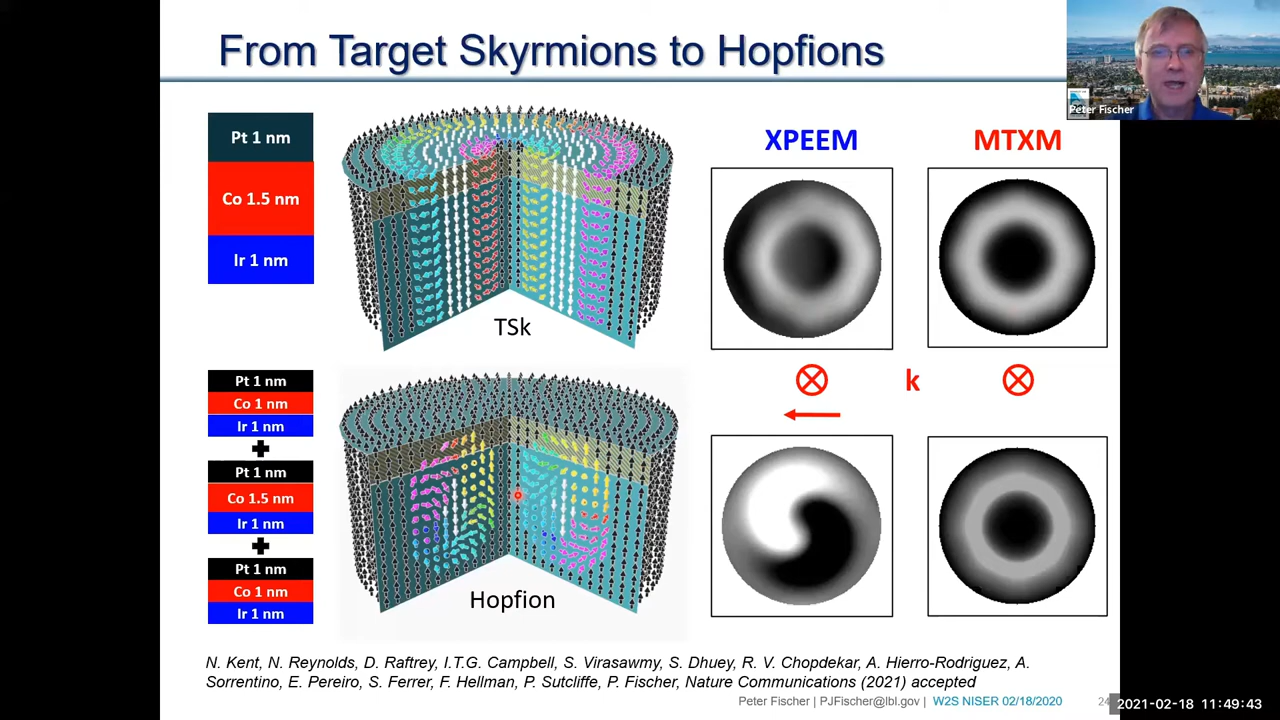 From Target Skyrmions to Hopfions
Peter Fischer
Pt 1 nm
Co 1.5 nm
Ir 1 nm
TSk
XPEEM
MTXM
k
Pt 1 nm
Co 1 nm
Ir 1 nm
Pt 1 nm
Co 1.5 nm
Ir 1 nm
Pt 1 nm
Co 1 nm
Ir 1 nm
Hopfion
N. Kent, N. Reynolds, D. Raftrey, I.T.G. Campbell, S. Virasawmy, S. Dhuey, R. V. Chopdekar, A. Hierro-Rodriguez, A.
Sorrentino, E. Pereiro, S. Ferrer, F. Hellman, P. Sutcliffe, P. Fischer, Nature Communications (2021) accepted
Peter Fischer | PJFischer@lbl.gov | W2S NISER 02/18/2020
24
2021-02-18 11:49:43